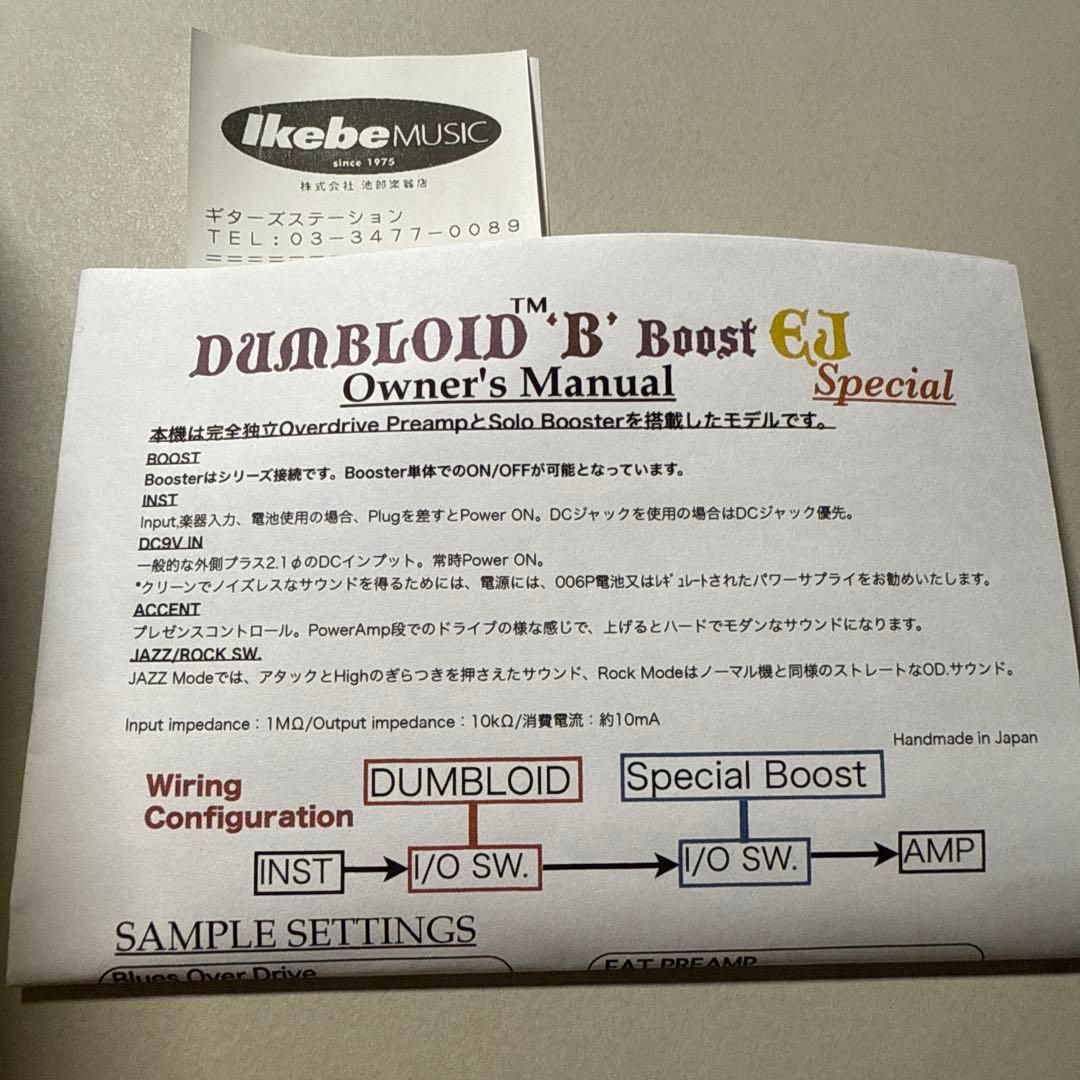 Ikebe MUSIC
since 1975
株式会社 池部楽器店
ギターズステーション
TEL:03-3477-0089
DUMBLOID™ 'B' Boost EJ
Special
Owner's Manual
本機は完全独立Overdrive PreampとSolo Boosterを搭載したモデルです。
BOOST
Boosterはシリーズ接続です。Booster単体でのON/OFFが可能となっています。
INST
Input,楽器入力、電池使用の場合、Plugを差すとPower ON。DCジャックを使用の場合はDCジャック優先。
DC9V IN
一般的な外側プラス2.1φのDCインプット。常時Power ON。
*クリーンでノイズレスなサウンドを得るためには、電源には、006P電池又はﾚｷﾞｭﾚｰﾄされたパワーサプライをお勧めいたします。
ACCENT
プレゼンスコントロール。PowerAmp段でのドライブの様な感じで、上げるとハードでモダンなサウンドになります。
JAZZ/ROCK SW.
JAZZ Modeでは、アタックとHighのぎらつきを押さえたサウンド、Rock Modeはノーマル機と同様のストレートなOD.サウンド。
Input impedance：1MΩ/Output impedance：10kΩ/消費電流：約10mA
Handmade in Japan
Wiring
Configuration
DUMBLOID
Special Boost
INST
I/O SW.
I/O SW.
AMP
SAMPLE SETTINGS
Blues Over Drive
FAT PREAMP